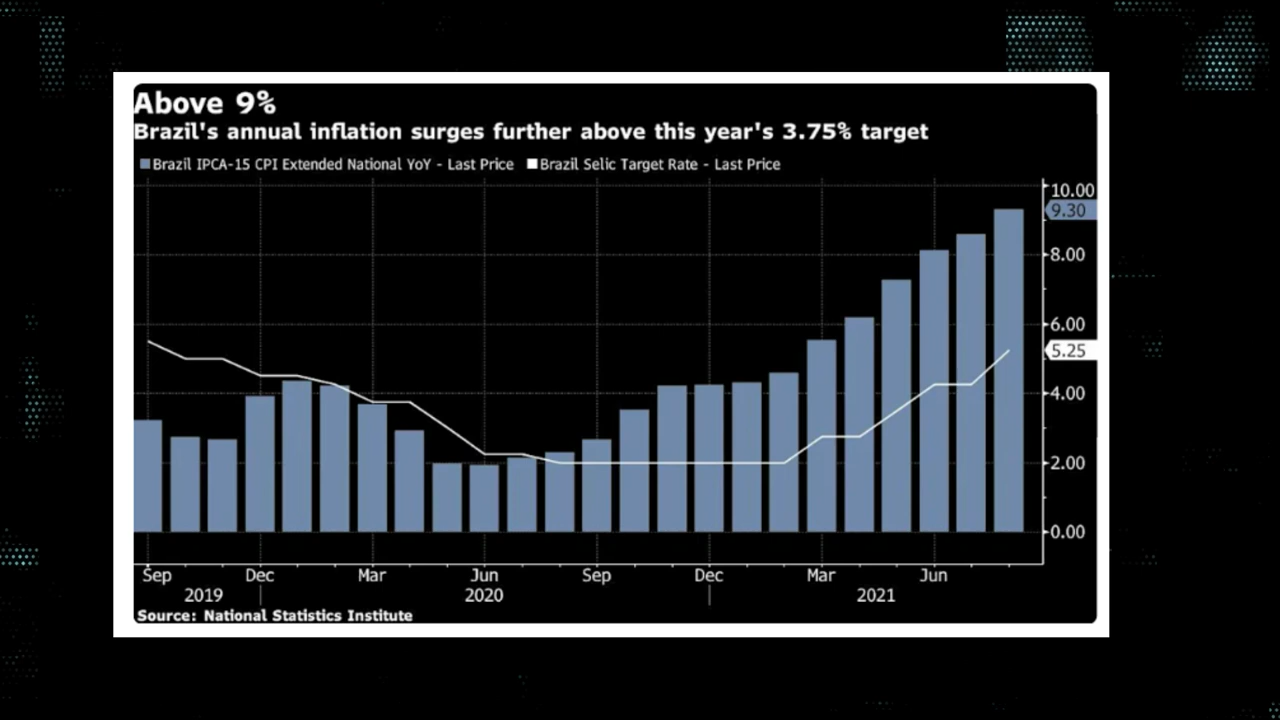 Above 9%
Brazil's annual inflation surges further above this year's 3.75% target
Brazil IPCA-15 CPI Extended National YoY - Last Price Brazil Selic Target Rate - Last Price
10.00
9.30
8.00
6.00
5.25
4.00
2.00
0.00
Sep Dec Mar Jun Sep Dec Mar Jun
2019 2020 2021
Source: National Statistics Institute